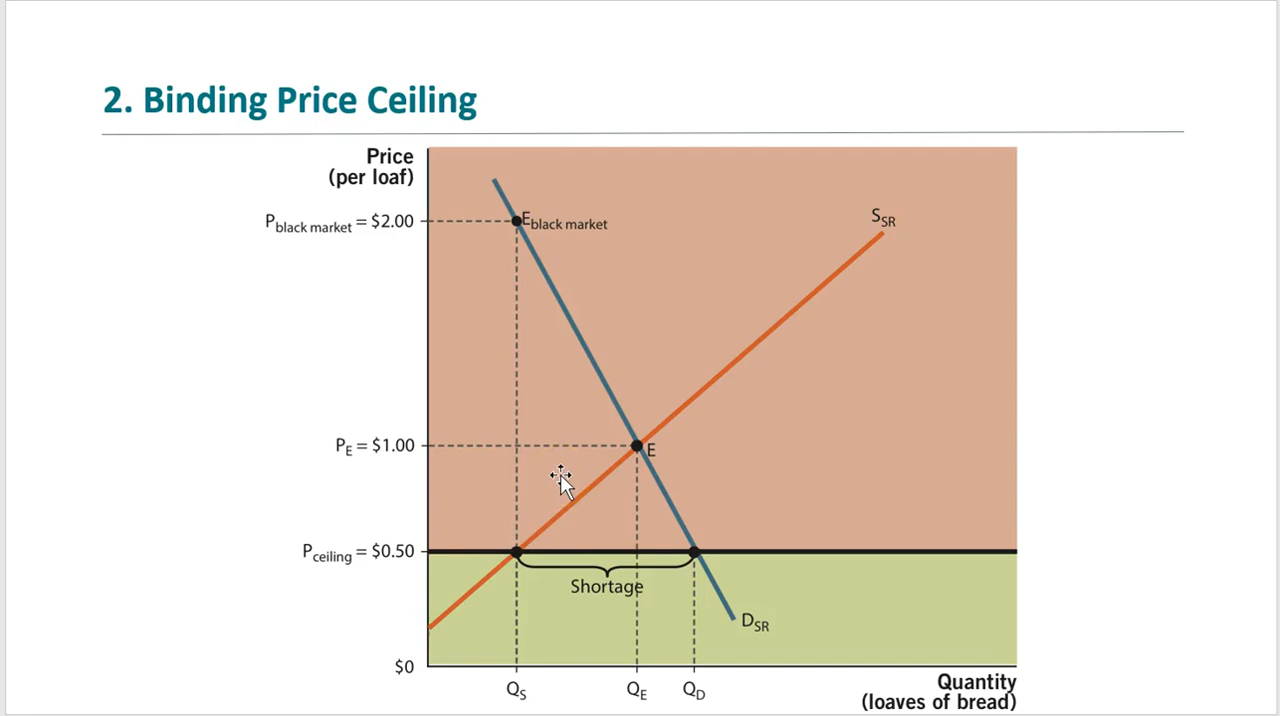 2. Binding Price Ceiling
Price
(per loaf)
P black market = $2.00
E black market
S SR
P E = $1.00
E
P ceiling = $0.50
Shortage
D SR
$0
Q S
Q E
Q D
Quantity
(loaves of bread)